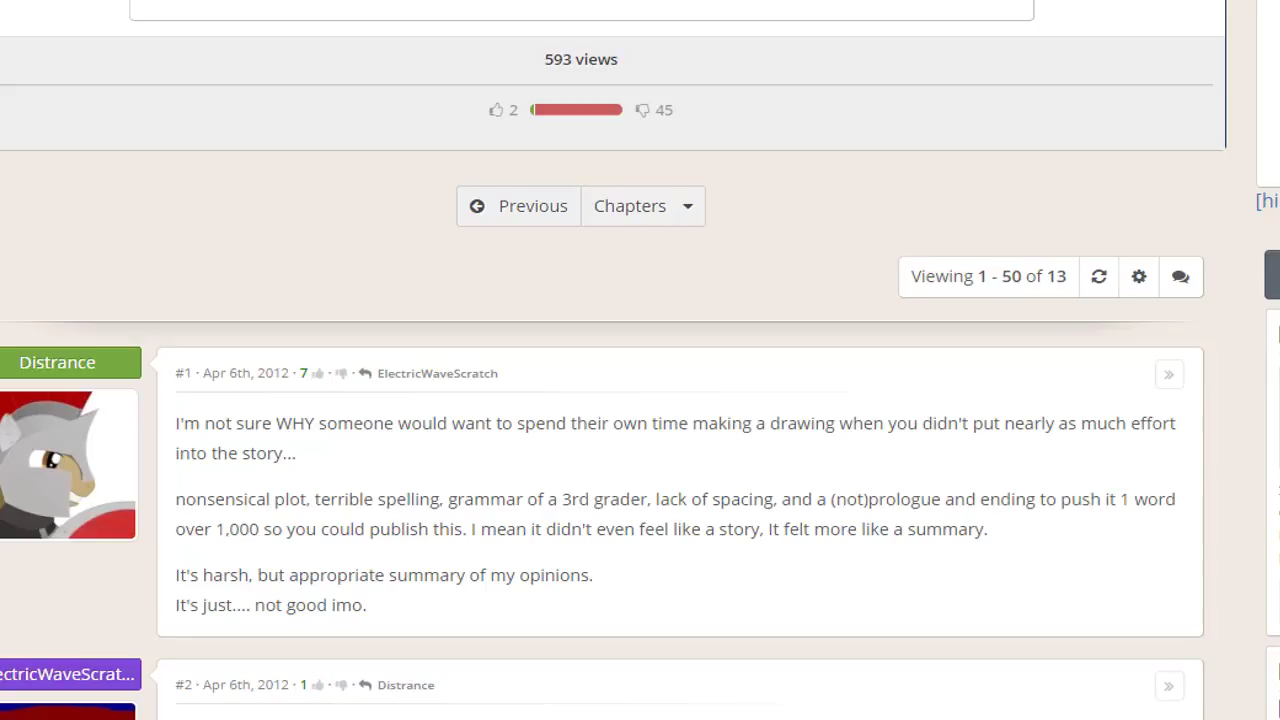 593 views
2 45
Previous Chapters
[hi
Viewing 1 - 50 of 13
Distrance
#1 · Apr 6th, 2012 · 7 · · ElectricWaveScratch
I'm not sure WHY someone would want to spend their own time making a drawing when you didn't put nearly as much effort
into the story...
nonsensical plot, terrible spelling, grammar of a 3rd grader, lack of spacing, and a (not)prologue and ending to push it 1 word
over 1,000 so you could publish this. I mean it didn't even feel like a story, It felt more like a summary.
It's harsh, but appropriate summary of my opinions.
It's just.... not good imo.
ectricWaveScrat...
#2 · Apr 6th, 2012 · 1 · · Distrance